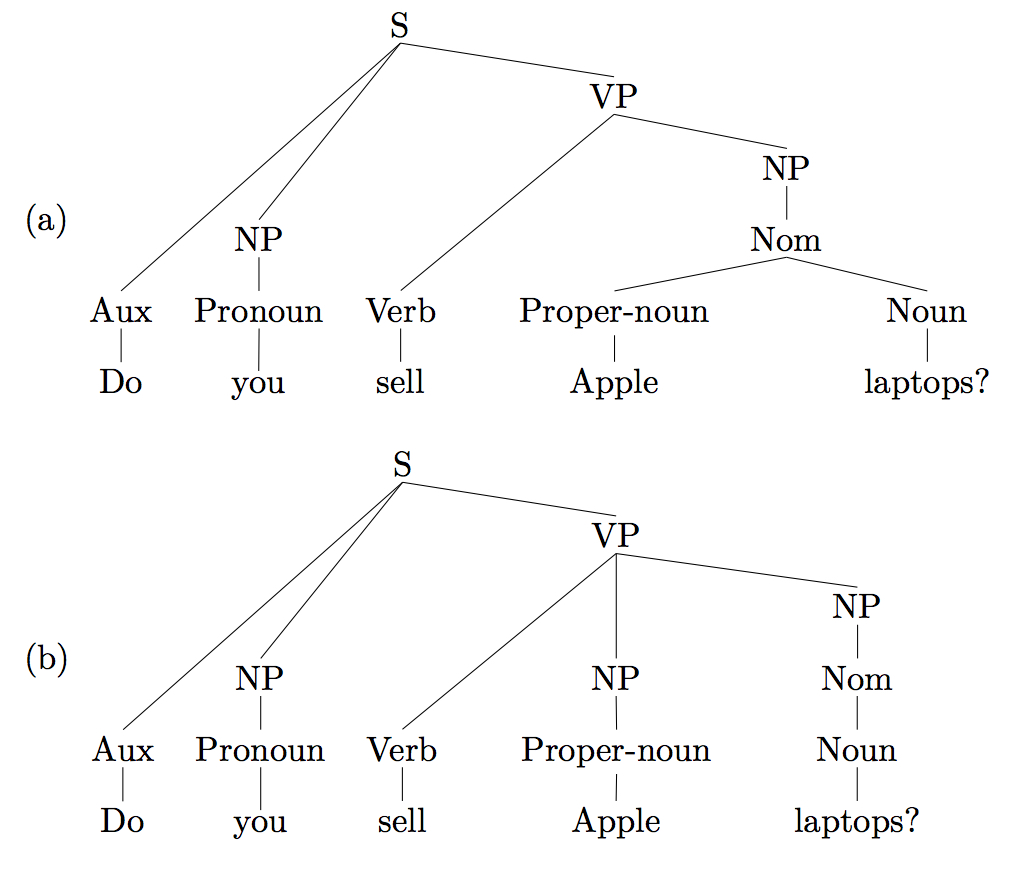 S
VP
NP
(a)
NP Nom
Aux Pronoun Verb Proper-noun Noun
Do you sell Apple laptops?
S
VP
NP
(b)
NP NP Nom
Aux Pronoun Verb Proper-noun Noun
Do you sell Apple laptops?